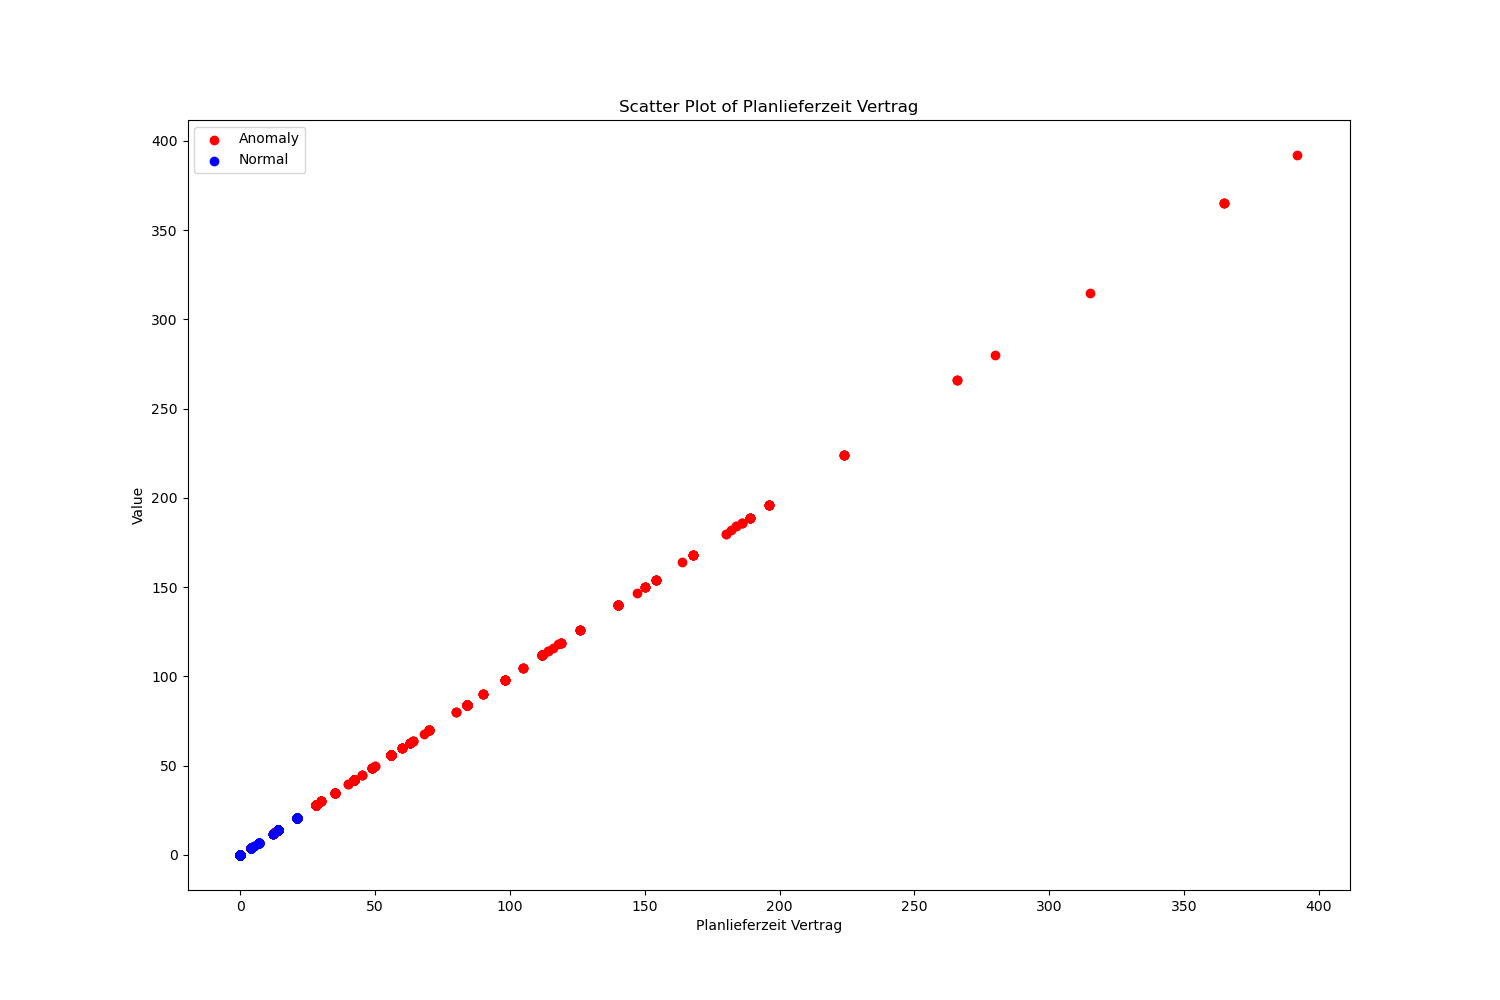 Scatter Plot of Planlieferzeit Vertrag
Anomaly
Normal
400
350
300
250
200
150
100
50
0
Value
0 50 100 150 200 250 300 350 400
Planlieferzeit Vertrag